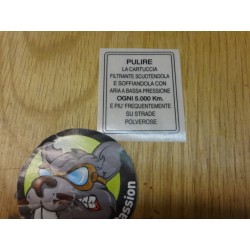 PULIRE
LA CARTUCCIA
FILTRANTE SCUOTENDOLA
E SOFFIANDOLA CON
ARIA A BASSA PRESSIONE
OGNI 5.000 Km.
E PIU' FREQUENTEMENTE
SU STRADE
POLVEROSE
assion